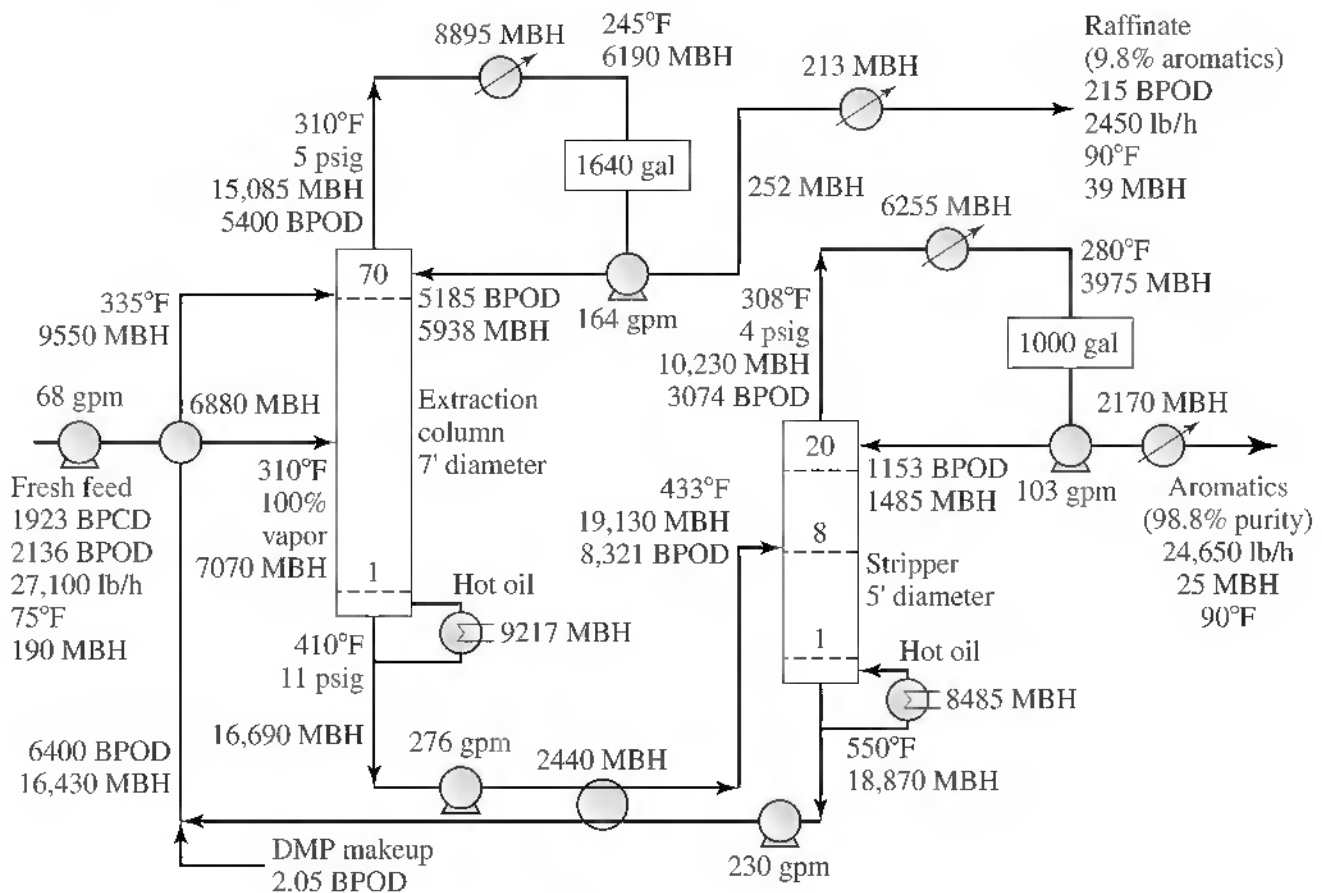 8895 MBH
245°F
6190 MBH
213 MBH
Raffinate
(9.8% aromatics)
215 BPOD
2450 lb/h
90°F
39 MBH
310°F
5 psig
15,085 MBH
5400 BPOD
1640 gal
252 MBH
6255 MBH
280°F
3975 MBH
70
335°F
9550 MBH
5185 BPOD
5938 MBH
164 gpm
308°F
4 psig
10,230 MBH
3074 BPOD
1000 gal
68 gpm
6880 MBH
Extraction
column
7' diameter
2170 MBH
20
1153 BPOD
1485 MBH
103 gpm
Aromatics
(98.8% purity)
24,650 lb/h
25 MBH
90°F
Fresh feed
1923 BPCD
2136 BPOD
27,100 lb/h
75°F
190 MBH
310°F
100%
vapor
7070 MBH
433°F
19,130 MBH
8,321 BPOD
8
Stripper
5' diameter
1
Hot oil
9217 MBH
410°F
11 psig
1
Hot oil
8485 MBH
16,690 MBH
276 gpm
2440 MBH
550°F
18,870 MBH
6400 BPOD
16,430 MBH
230 gpm
DMP makeup
2.05 BPOD